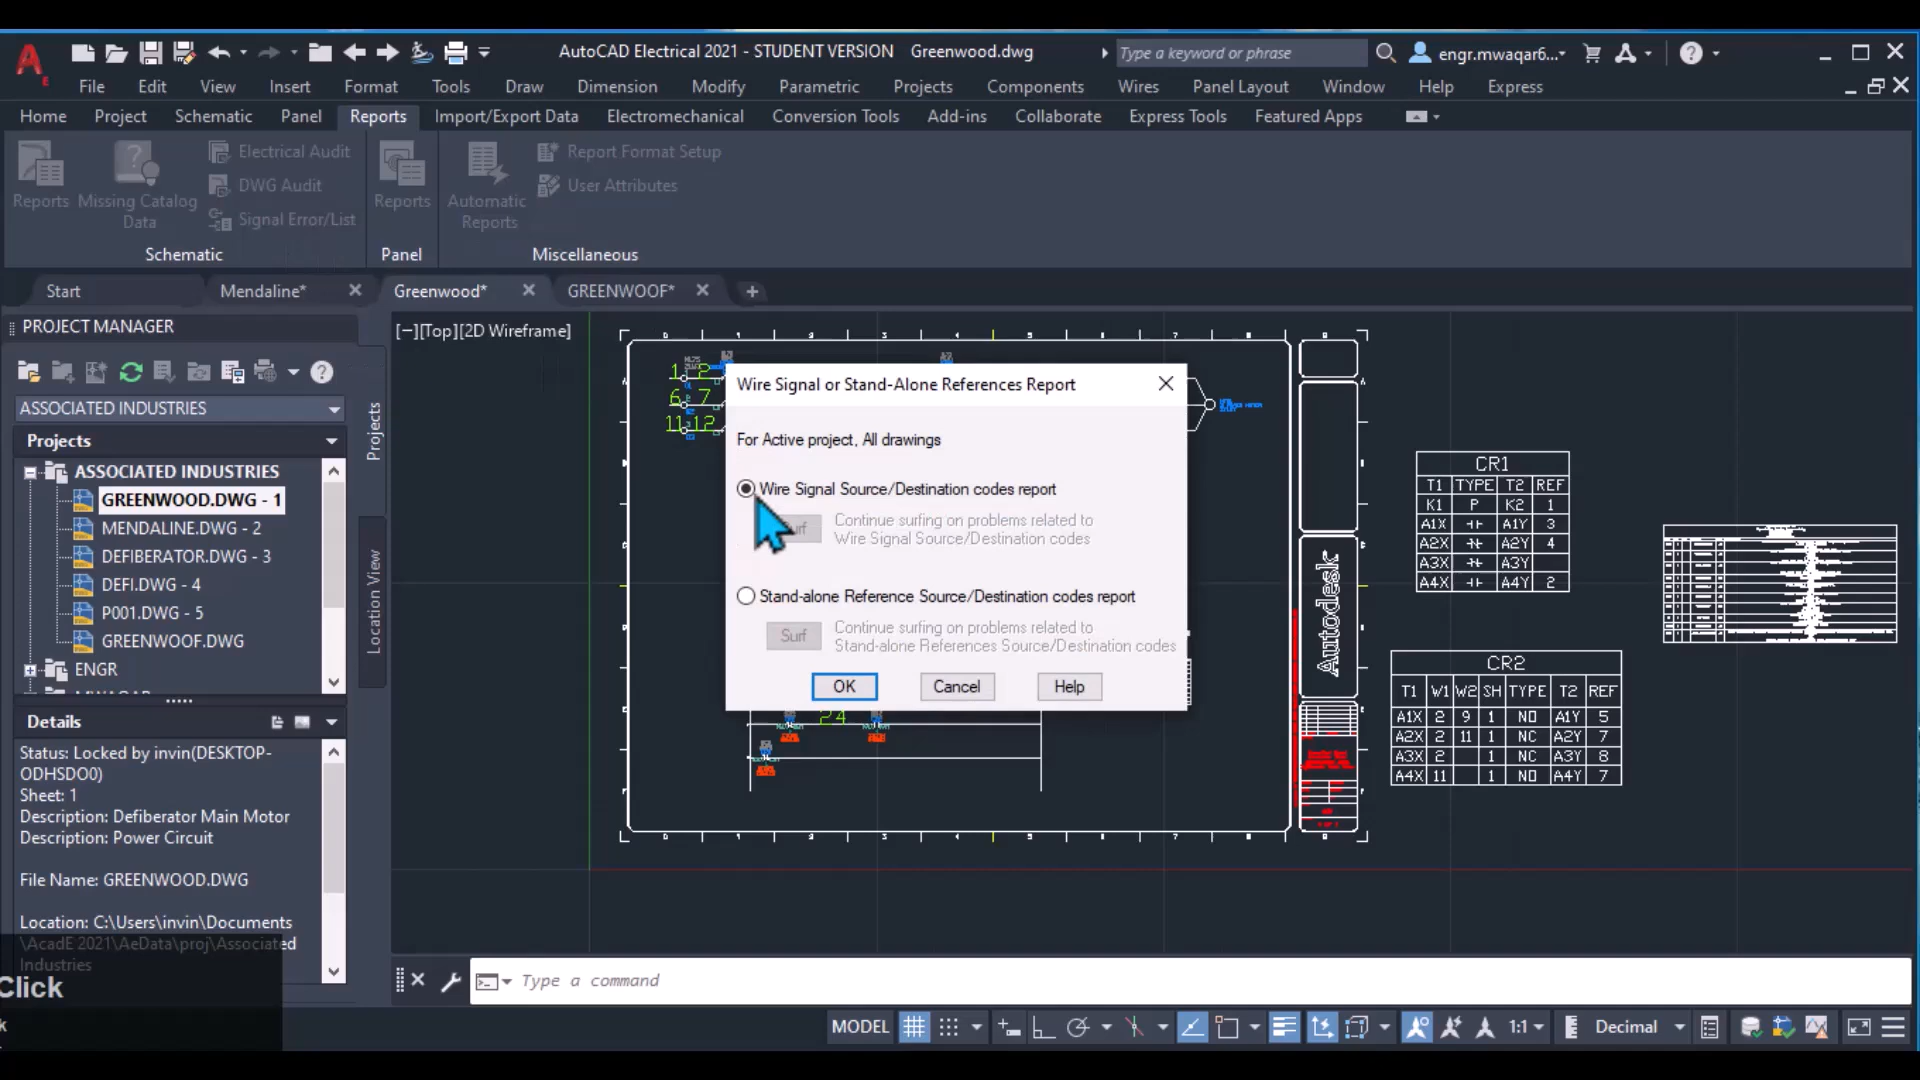 AutoCAD Electrical 2021 - STUDENT VERSION Greenwood.dwg
Type a keyword or phrase
engr.mwaqar6...
File Edit View Insert Format Tools Draw Dimension Modify Parametric Projects Components Wires Panel Layout Window Help Express
Home Project Schematic Panel Reports Import/Export Data Electromechanical Conversion Tools Add-ins Collaborate Express Tools Featured Apps
Reports
Missing Catalog
Data
Electrical Audit
DWG Audit
Signal Error/List
Schematic
Reports
Panel
Automatic
Reports
Report Format Setup
User Attributes
Miscellaneous
Start
Mendaline*
Greenwood*
GREENWOOF*
PROJECT MANAGER
ASSOCIATED INDUSTRIES
Projects
ASSOCIATED INDUSTRIES
GREENWOOD.DWG - 1
MENDALINE.DWG - 2
DEFIBERATOR.DWG - 3
DEFI.DWG - 4
P001.DWG - 5
GREENWOOF.DWG
ENGR
Projects
Location View
Details
Status: Locked by invin(DESKTOP-
ODHSDO0)
Sheet: 1
Description: Defiberator Main Motor
Description: Power Circuit
File Name: GREENWOOD.DWG
Location: C:\Users\invin\Documents
\AcadE 2021\AeData\proj\Associated
Industries
Click
[−][Top][2D Wireframe]
1 2
6 7
11 12
24
Wire Signal or Stand-Alone References Report
For Active project, All drawings
Wire Signal Source/Destination codes report
Continue surfing on problems related to
Wire Signal Source/Destination codes
Stand-alone Reference Source/Destination codes report
Surf
Continue surfing on problems related to
Stand-alone References Source/Destination codes
OK
Cancel
Help
Autodesk
CR1
T1 TYPE T2 REF
K1 P K2 1
A1X A1Y 3
A2X A2Y 4
A3X A3Y
A4X A4Y 2
CR2
T1 W1 W2 SH TYPE T2 REF
A1X 2 9 1 NO A1Y 5
A2X 2 11 1 NC A2Y 7
A3X 2 1 NC A3Y 8
A4X 11 1 NO A4Y 7
Type a command
MODEL
1:1
Decimal